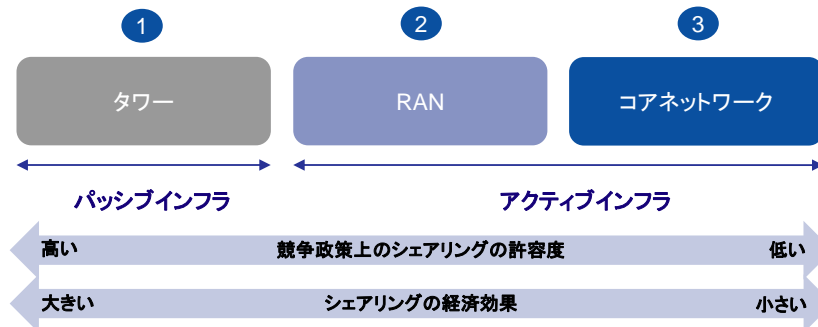 1 2 3
タワー RAN コアネットワーク
パッシブインフラ アクティブインフラ
高い 競争政策上のシェアリングの許容度 低い
大きい シェアリングの経済効果 小さい